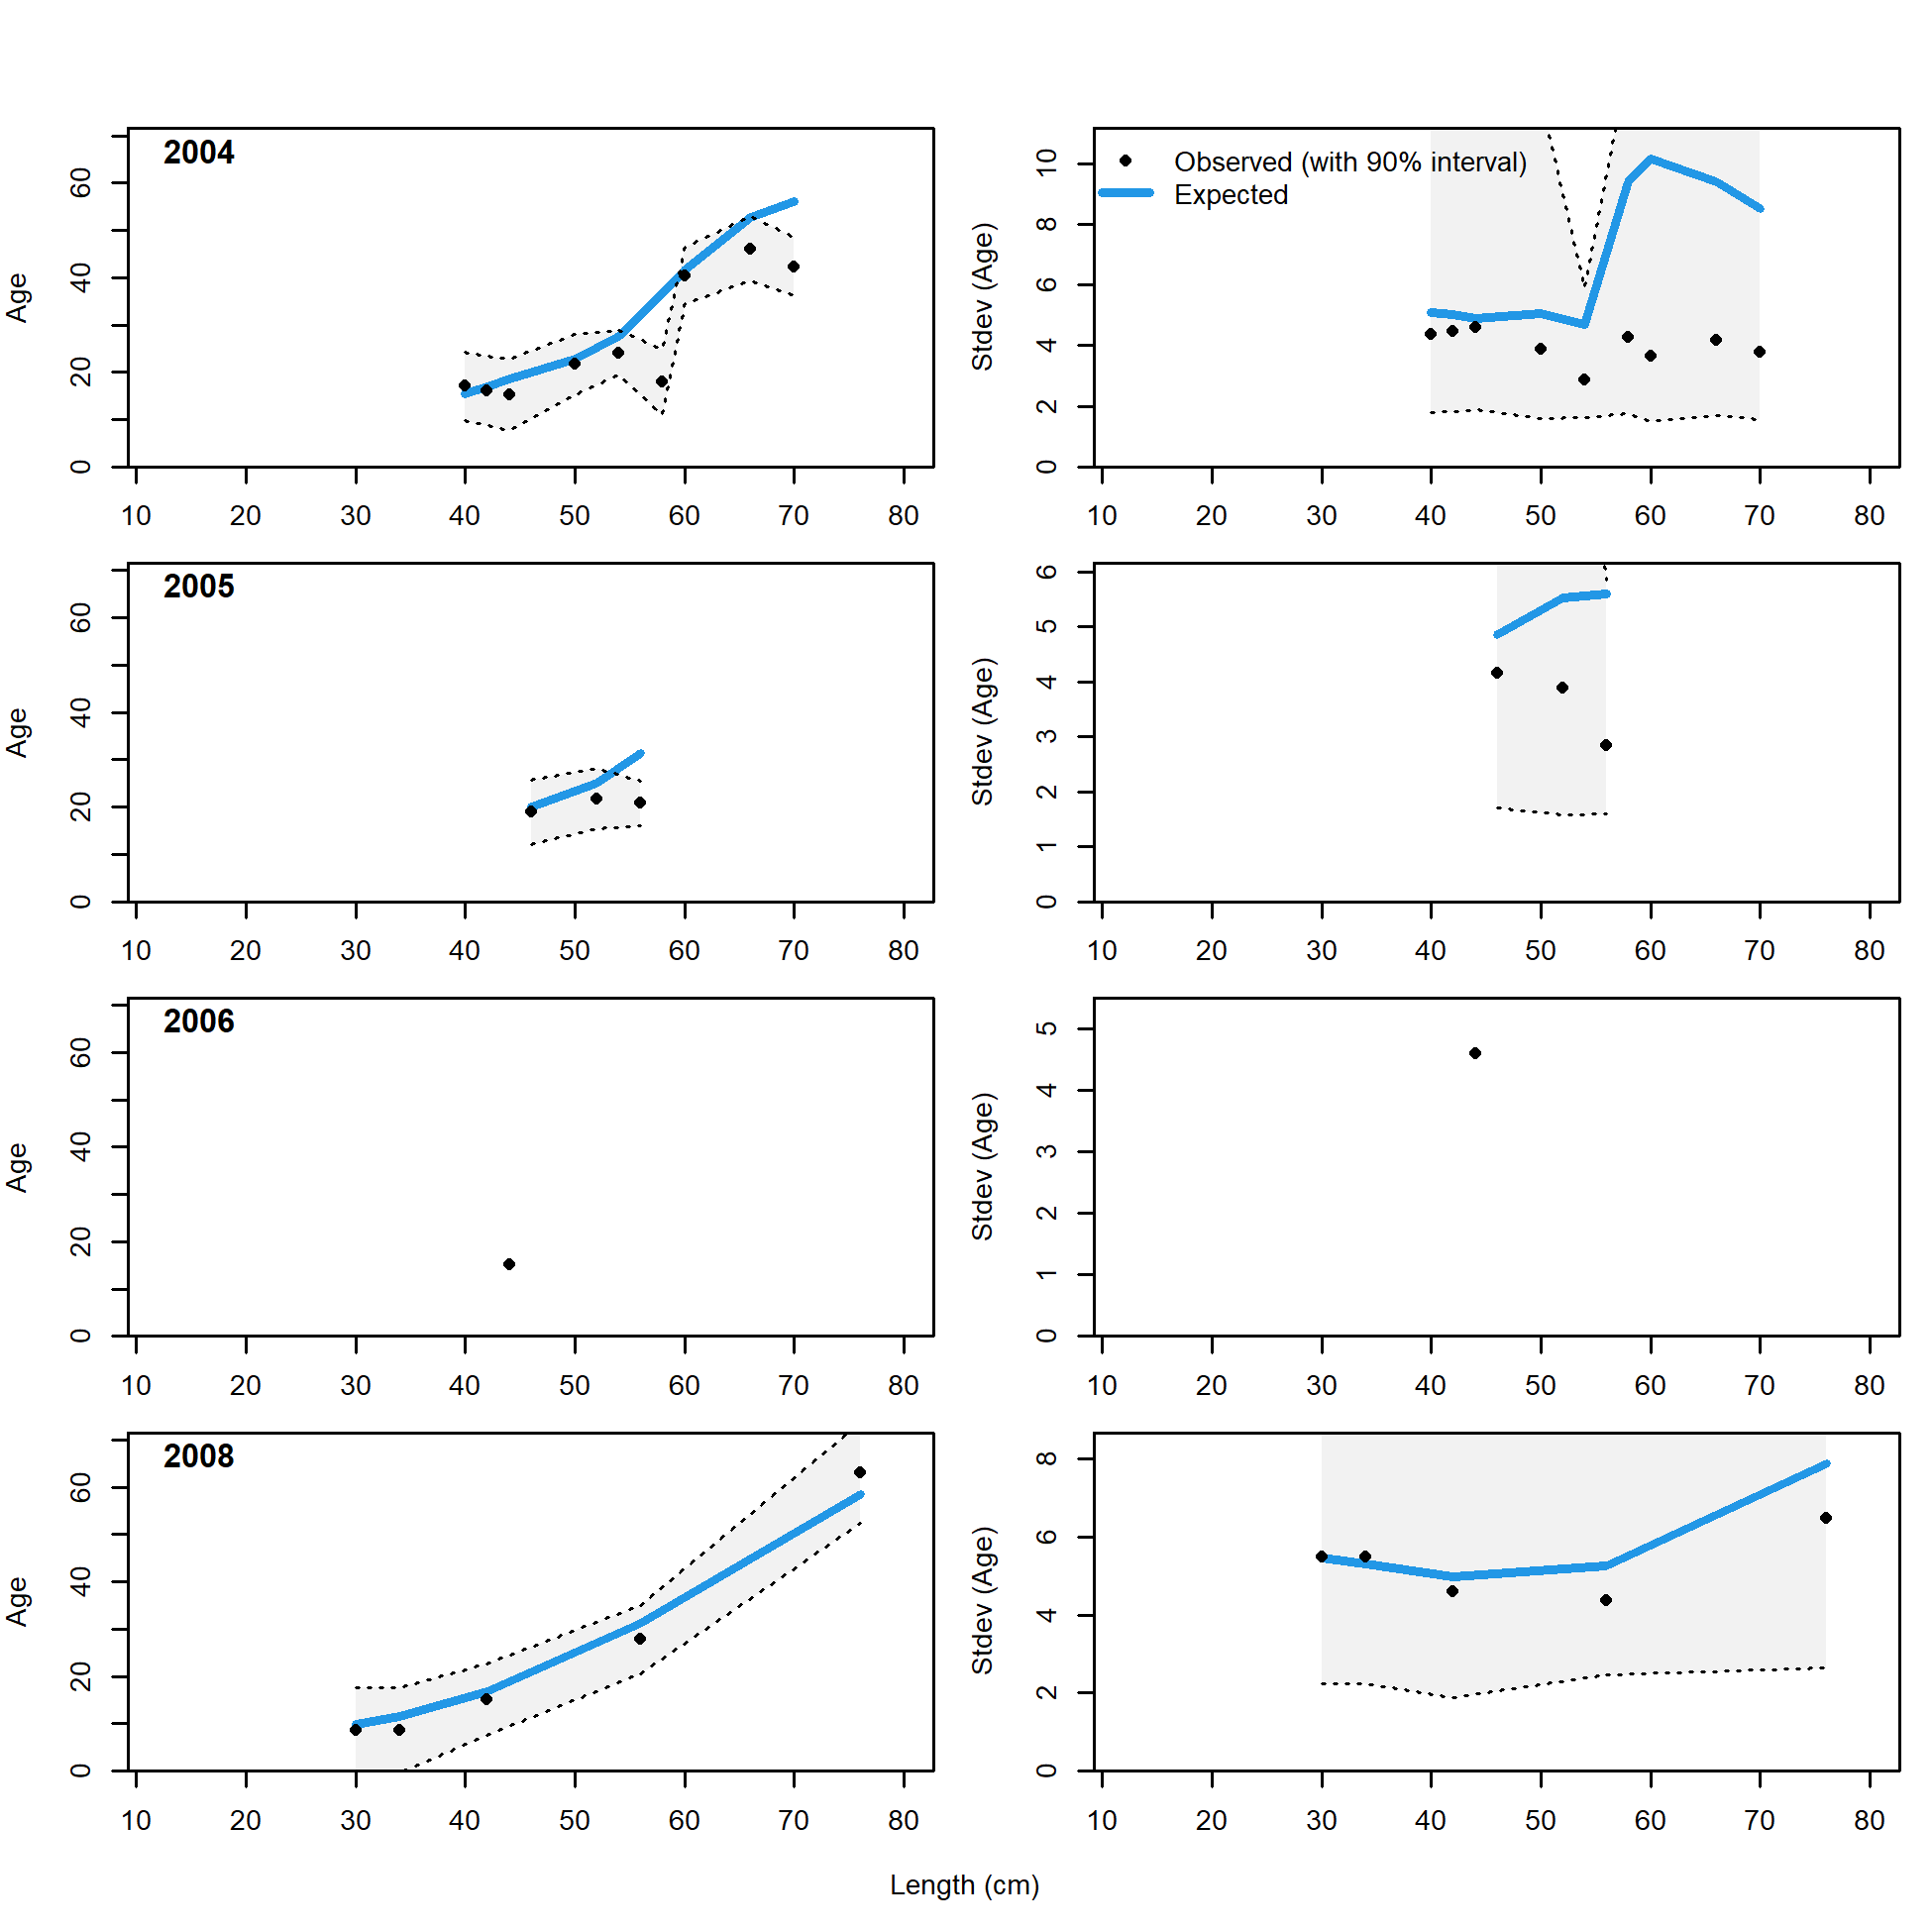 2004
Age
0 20 40 60
10 20 30 40 50 60 70 80
Observed (with 90% interval)
Expected
Stdev (Age)
0 2 4 6 8 10
10 20 30 40 50 60 70 80
2005
Age
0 20 40 60
10 20 30 40 50 60 70 80
Stdev (Age)
0 1 2 3 4 5 6
10 20 30 40 50 60 70 80
2006
Age
0 20 40 60
10 20 30 40 50 60 70 80
Stdev (Age)
0 1 2 3 4 5
10 20 30 40 50 60 70 80
2008
Age
0 20 40 60
10 20 30 40 50 60 70 80
Stdev (Age)
0 2 4 6 8
10 20 30 40 50 60 70 80
Length (cm)